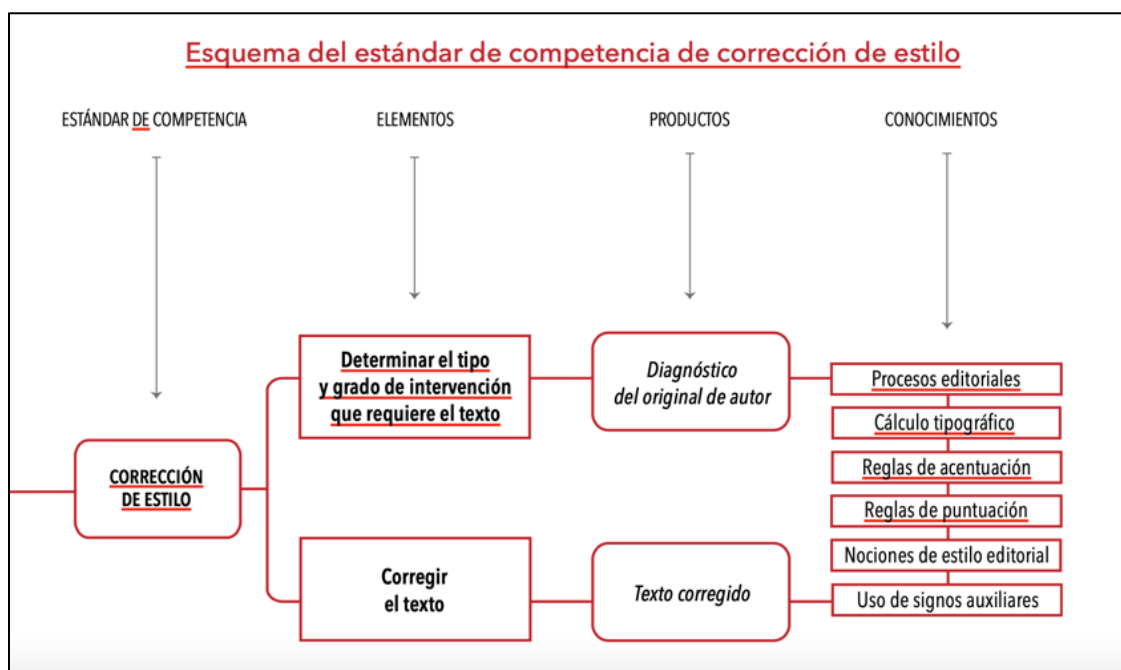 Esquema del estándar de competencia de corrección de estilo
ESTÁNDAR DE COMPETENCIA
ELEMENTOS
PRODUCTOS
CONOCIMIENTOS
CORRECCIÓN
DE ESTILO
Determinar el tipo
y grado de intervención
que requiere el texto
Diagnóstico
del original de autor
Corregir
el texto
Texto corregido
Procesos editoriales
Cálculo tipográfico
Reglas de acentuación
Reglas de puntuación
Nociones de estilo editorial
Uso de signos auxiliares